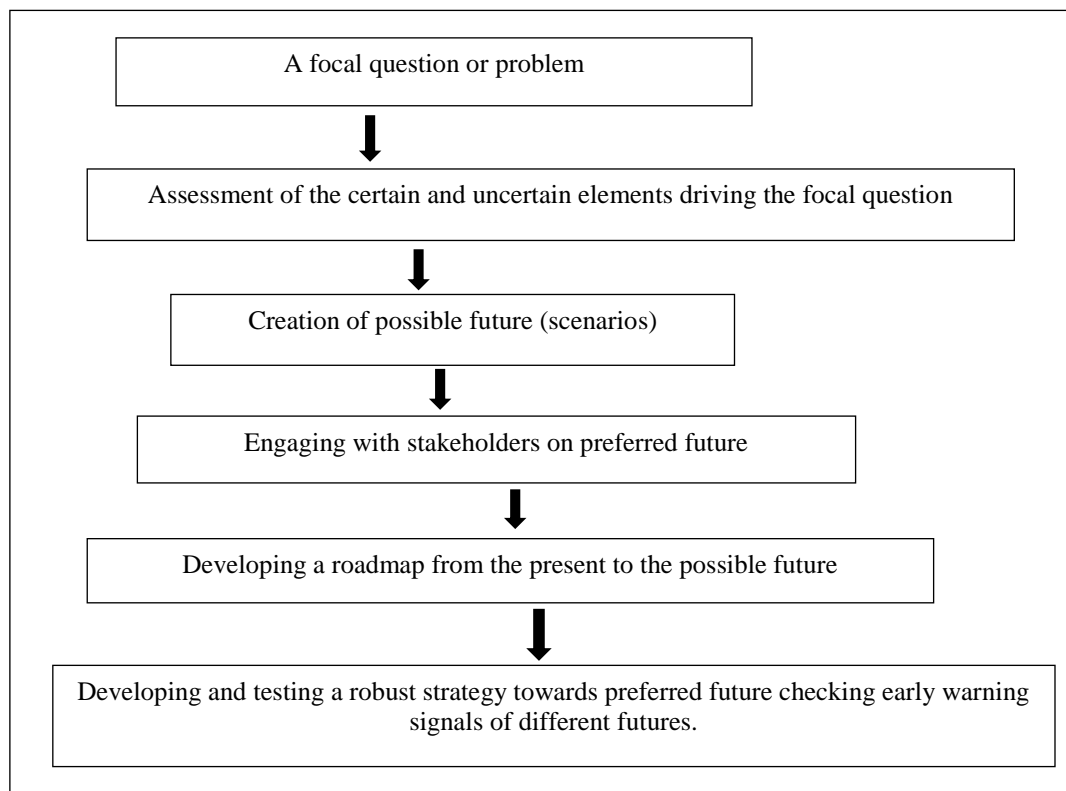 A focal question or problem
Assessment of the certain and uncertain elements driving the focal question
Creation of possible future (scenarios)
Engaging with stakeholders on preferred future
Developing a roadmap from the present to the possible future
Developing and testing a robust strategy towards preferred future checking early warning
signals of different futures.